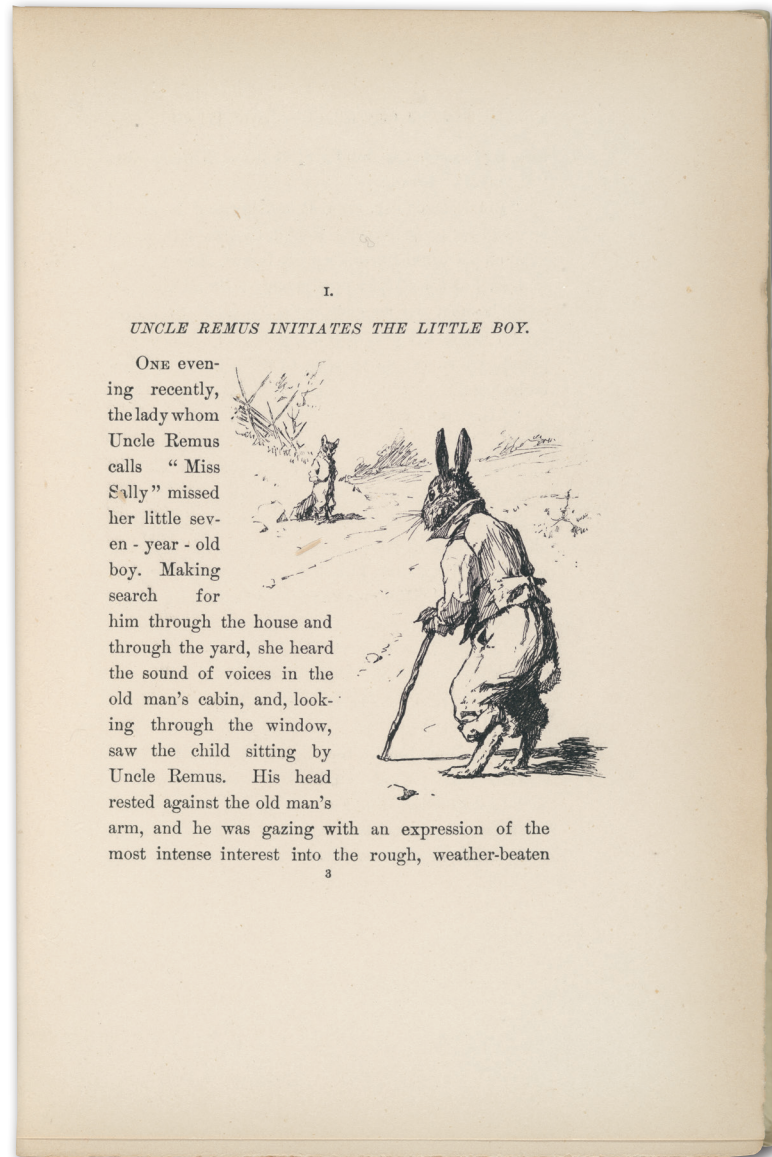 I.
UNCLE REMUS INITIATES THE LITTLE BOY.
ONE even-
ing recently,
the lady whom
Uncle Remus
calls “ Miss
Sally” missed
her little sev-
en - year - old
boy. Making
search for
him through the house and
through the yard, she heard
the sound of voices in the
old man’s cabin, and, look-
ing through the window,
saw the child sitting by
Uncle Remus. His head
rested against the old man’s
arm, and he was gazing with an expression of the
most intense interest into the rough, weather-beaten
3